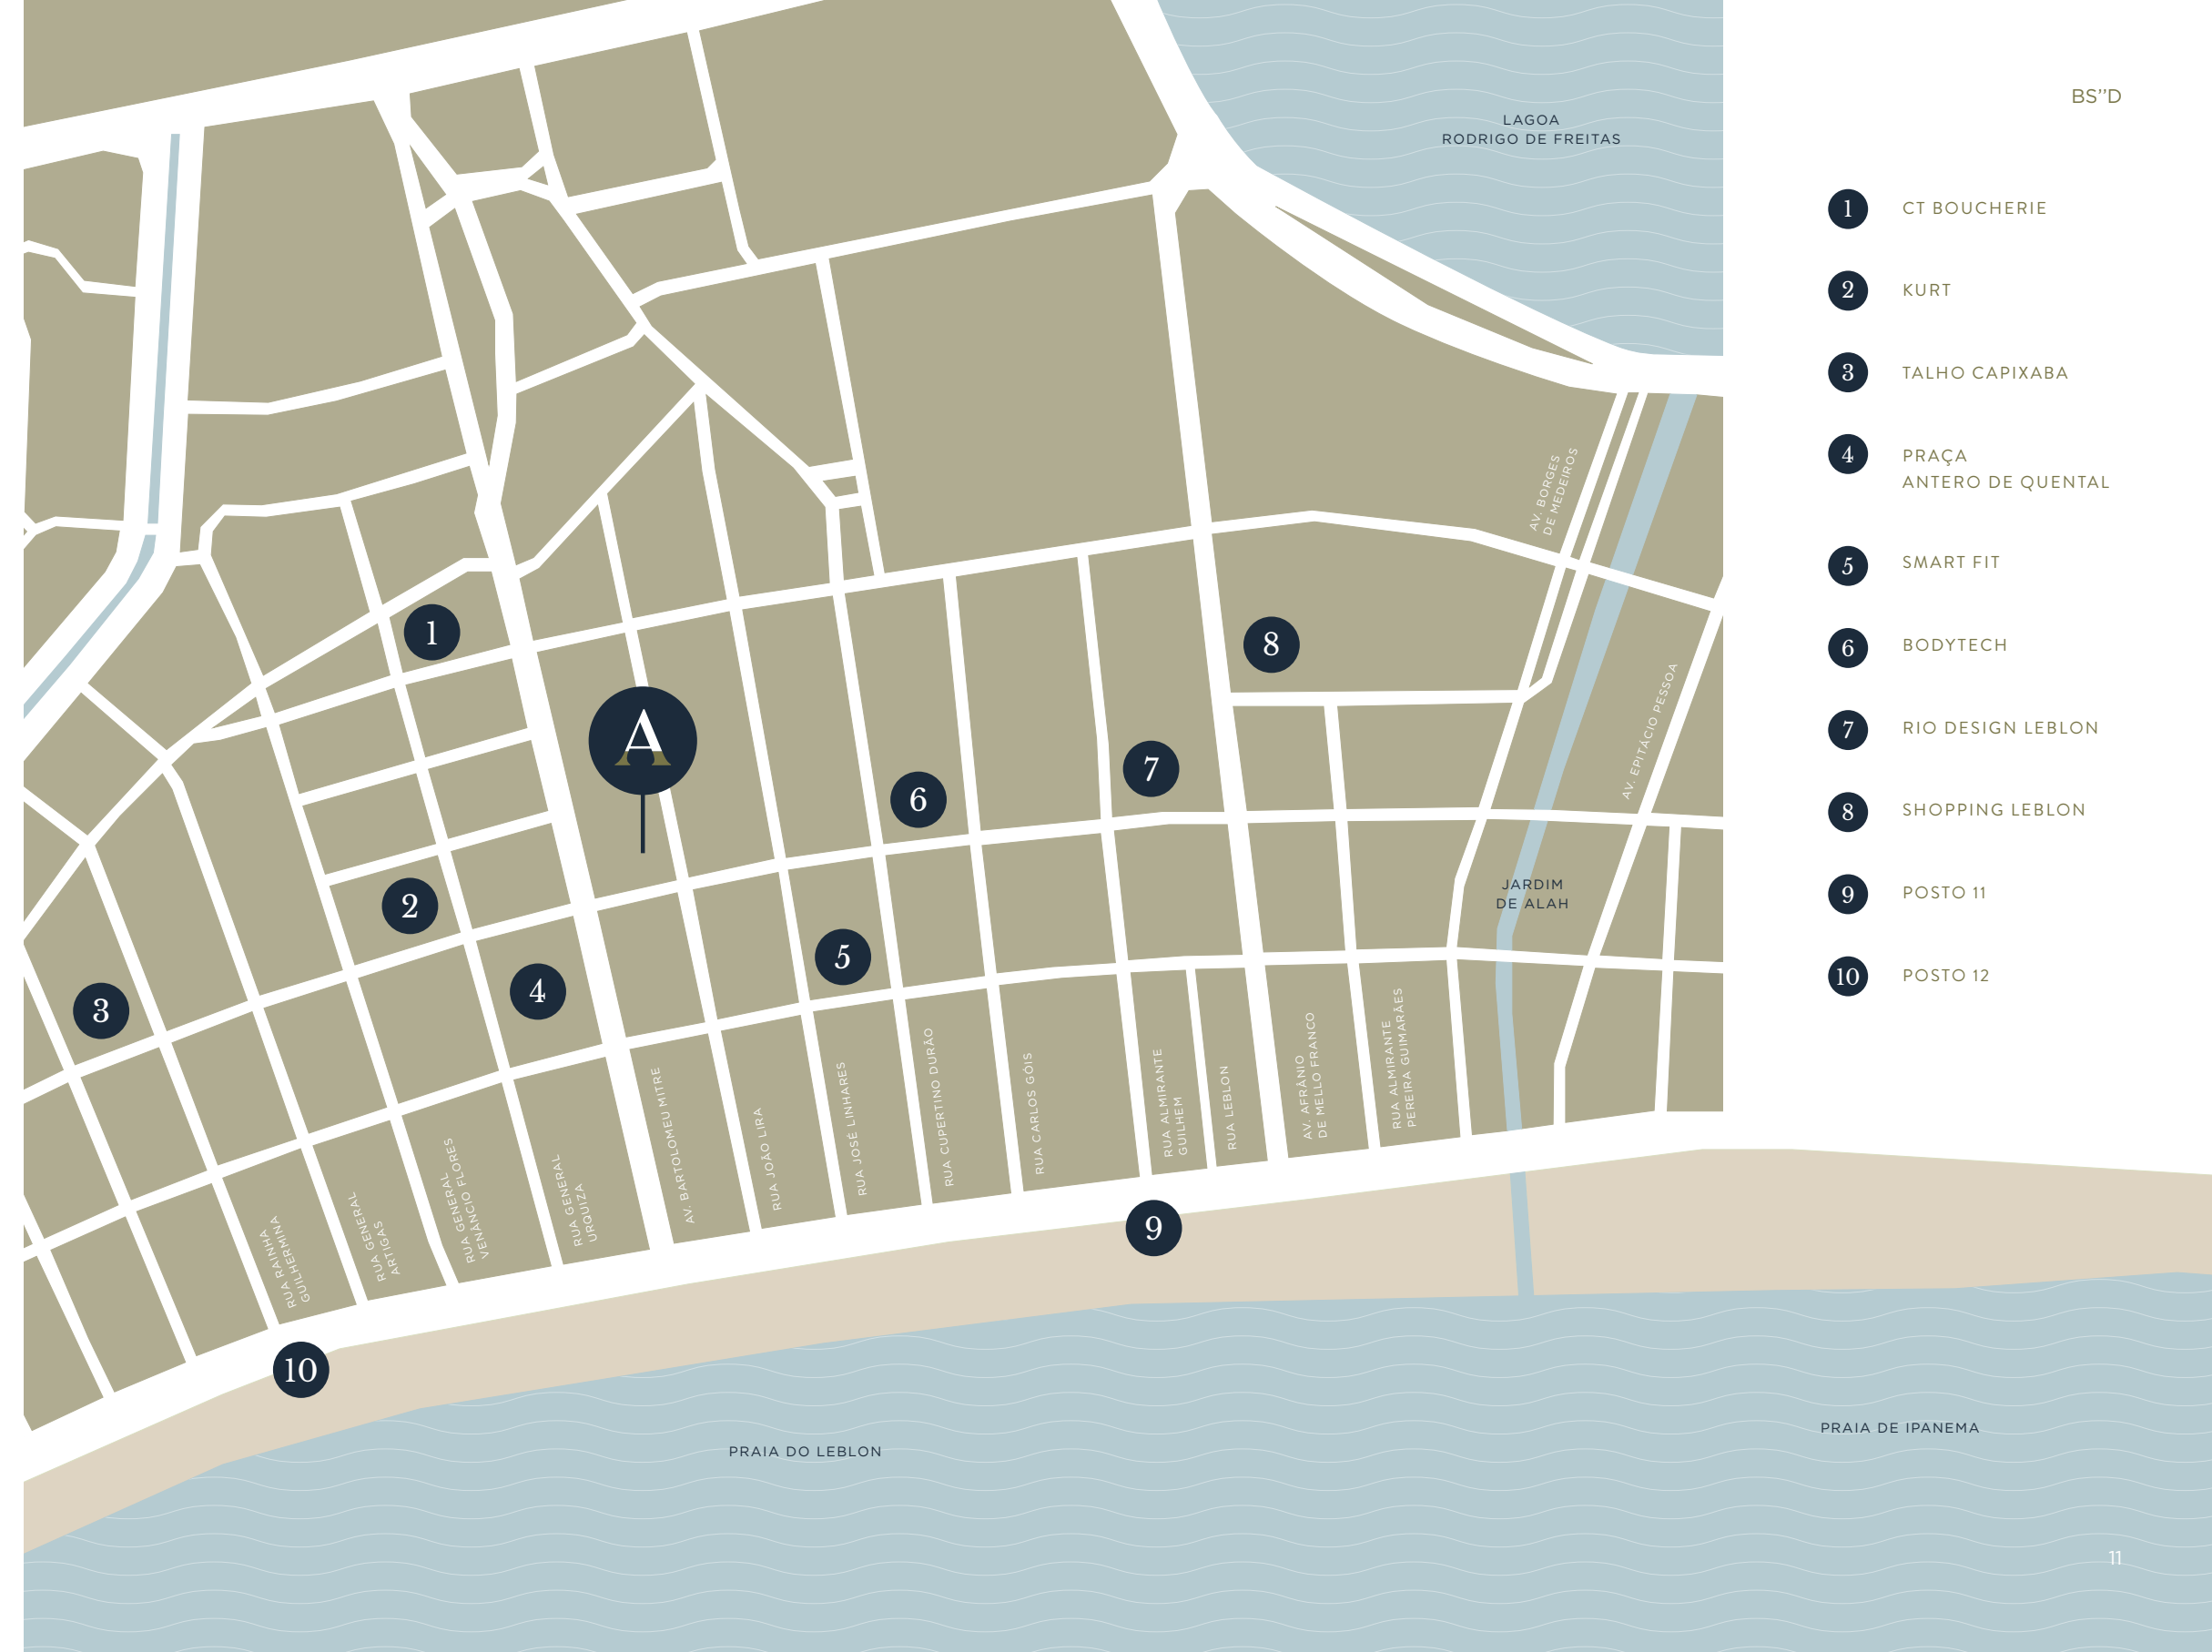 LAGOA
RODRIGO DE FREITAS
BS’’D
1 CT BOUCHERIE
2 KURT
3 TALHO CAPIXABA
4 PRAÇA
ANTERO DE QUENTAL
5 SMART FIT
6 BODYTECH
7 RIO DESIGN LEBLON
8 SHOPPING LEBLON
9 POSTO 11
10 POSTO 12
AV. BORGES
DE MEDEIROS
AV. EPITÁCIO PESSOA
1
8
A
7
6
2
JARDIM
DE ALAH
5
4
3
RUA RAINHA
GUILHERMINA
RUA GENERAL
ARTIGAS
RUA GENERAL
VENÂNCIO FLORES
RUA GENERAL
URQUIZA
AV. BARTOLOMEU MITRE
RUA JOÃO LIRA
RUA JOSÉ LINHARES
RUA CUPERTINO DURÃO
RUA CARLOS GÓIS
RUA ALMIRANTE
GUILHEM
RUA LEBLON
AV. AFRÂNIO
DE MELLO FRANCO
RUA ALMIRANTE
PEREIRA GUIMARÃES
9
10
PRAIA DO LEBLON
PRAIA DE IPANEMA
11